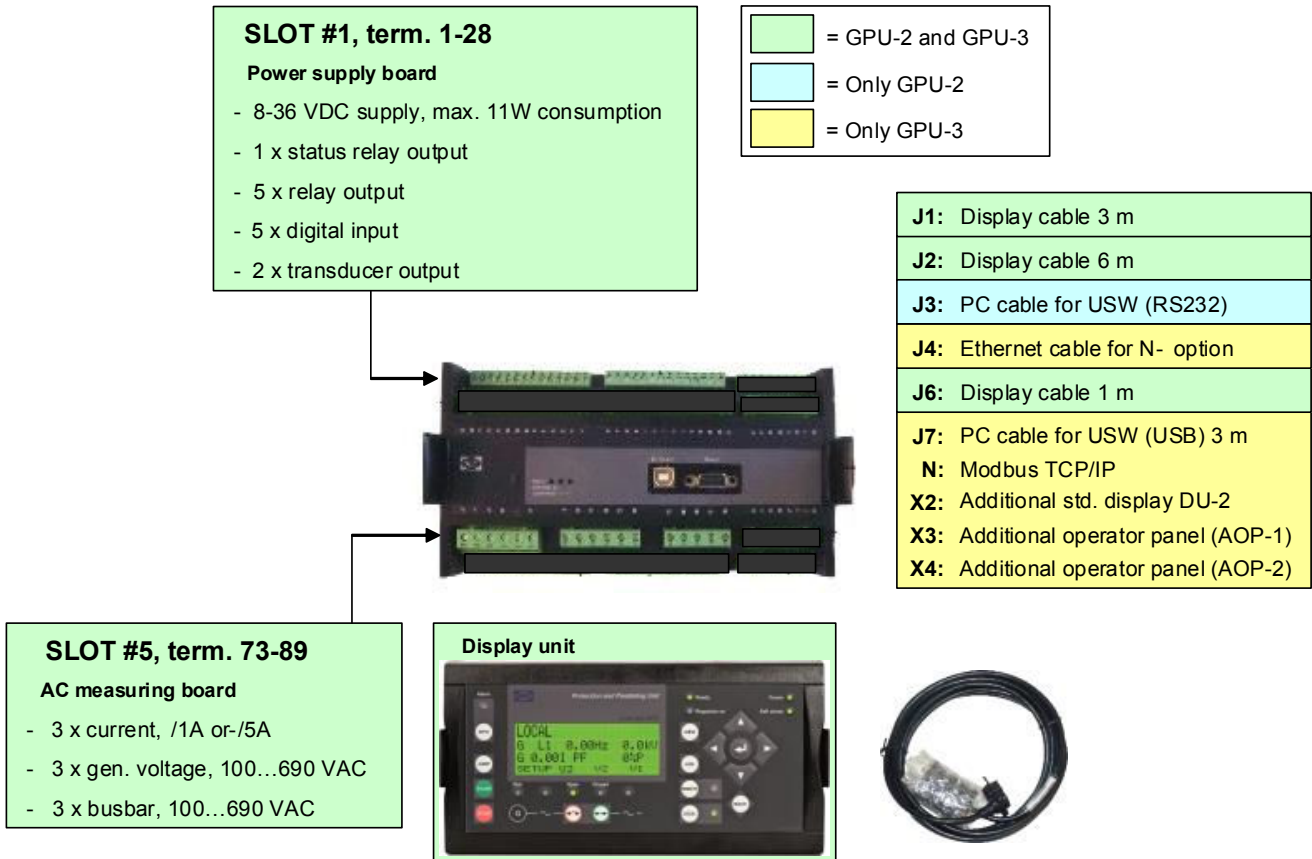 SLOT #1, term. 1-28
Power supply board
- 8-36 VDC supply, max. 11W consumption
- 1 x status relay output
- 5 x relay output
- 5 x digital input
- 2 x transducer output
= GPU-2 and GPU-3
= Only GPU-2
= Only GPU-3
J1: Display cable 3 m
J2: Display cable 6 m
J3: PC cable for USW (RS232)
J4: Ethernet cable for N- option
J6: Display cable 1 m
J7: PC cable for USW (USB) 3 m
N: Modbus TCP/IP
X2: Additional std. display DU-2
X3: Additional operator panel (AOP-1)
X4: Additional operator panel (AOP-2)
SLOT #5, term. 73-89
AC measuring board
- 3 x current, /1A or-/5A
- 3 x gen. voltage, 100…690 VAC
- 3 x busbar, 100…690 VAC
Display unit
Protection and Paralleling Unit
LOCAL
G L1 0.00Hz 0.0kV
G 0.00I PF 0%P
SETUP V3 V2 V1